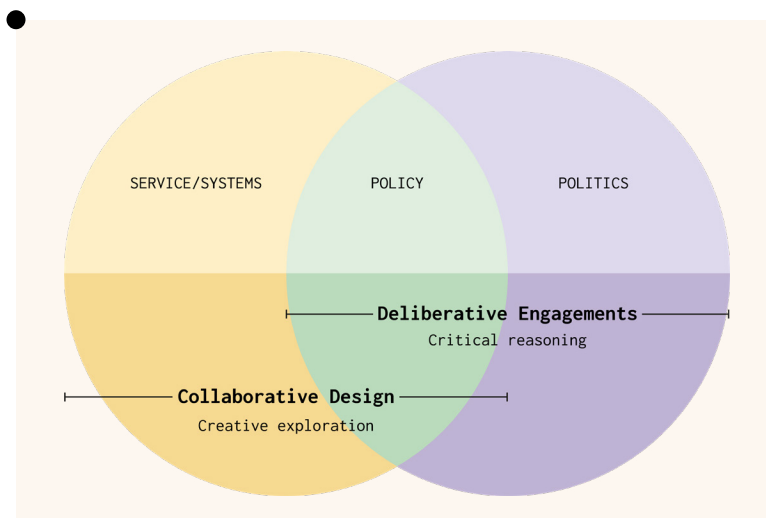 SERVICE/SYSTEMS
POLICY
POLITICS
Deliberative Engagements
Critical reasoning
Collaborative Design
Creative exploration